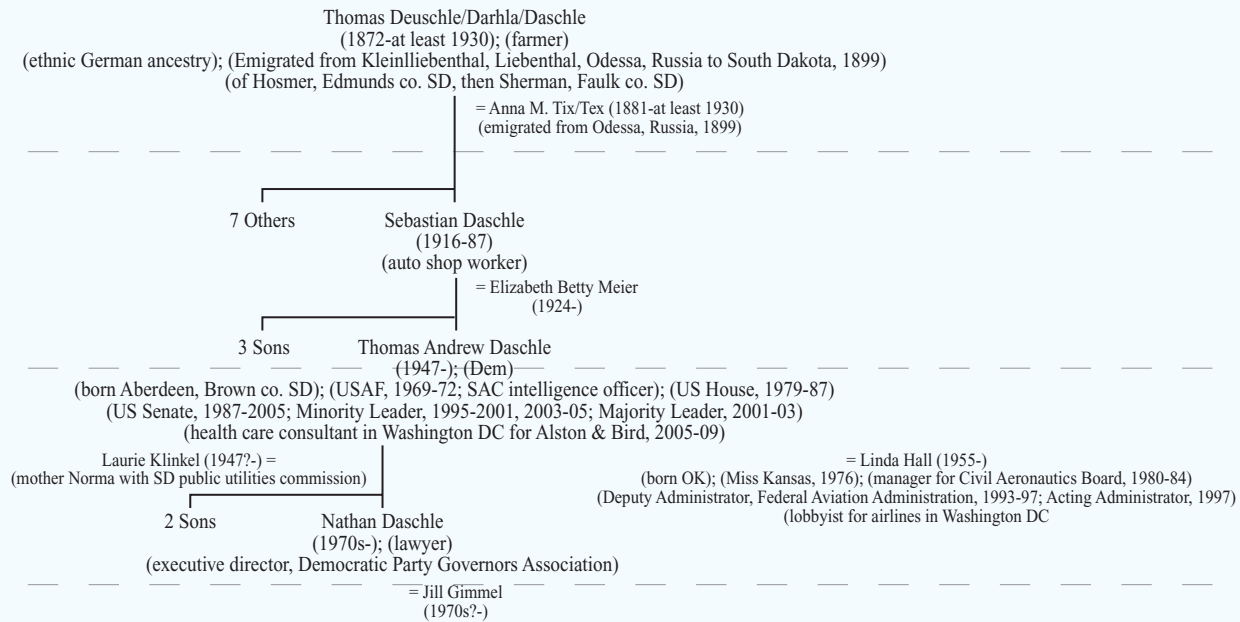 Thomas Deuschle/Darhla/Daschle
(1872-at least 1930); (farmer)
(ethnic German ancestry); (Emigrated from Kleinlliebenthal, Liebenthal, Odessa, Russia to South Dakota, 1899)
(of Hosmer, Edmunds co. SD, then Sherman, Faulk co. SD)
= Anna M. Tix/Tex (1881-at least 1930)
(emigrated from Odessa, Russia, 1899)
7 Others
Sebastian Daschle
(1916-87)
(auto shop worker)
= Elizabeth Betty Meier
(1924-)
3 Sons
Thomas Andrew Daschle
(1947-); (Dem)
(born Aberdeen, Brown co. SD); (USAF, 1969-72; SAC intelligence officer); (US House, 1979-87)
(US Senate, 1987-2005; Minority Leader, 1995-2001, 2003-05; Majority Leader, 2001-03)
(health care consultant in Washington DC for Alston & Bird, 2005-09)
Laurie Klinkel (1947?-) =
(mother Norma with SD public utilities commission)
= Linda Hall (1955-)
(born OK); (Miss Kansas, 1976); (manager for Civil Aeronautics Board, 1980-84)
(Deputy Administrator, Federal Aviation Administration, 1993-97; Acting Administrator, 1997)
(lobbyist for airlines in Washington DC
2 Sons
Nathan Daschle
(1970s-); (lawyer)
(executive director, Democratic Party Governors Association)
= Jill Gimmel
(1970s?-)